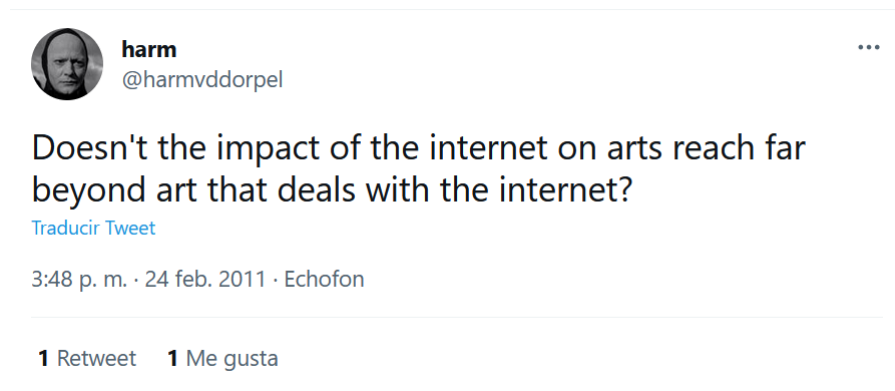 harm
@harmvddorpel
Doesn't the impact of the internet on arts reach far
beyond art that deals with the internet?
Traducir Tweet
3:48 p. m. · 24 feb. 2011 · Echofon
1 Retweet 1 Me gusta